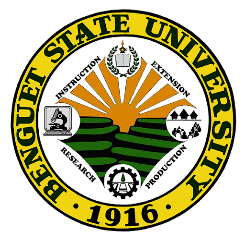 BENGUET STATE UNIVERSITY
INSTRUCTION
EXTENSION
RESEARCH
PRODUCTION
· 1916 ·